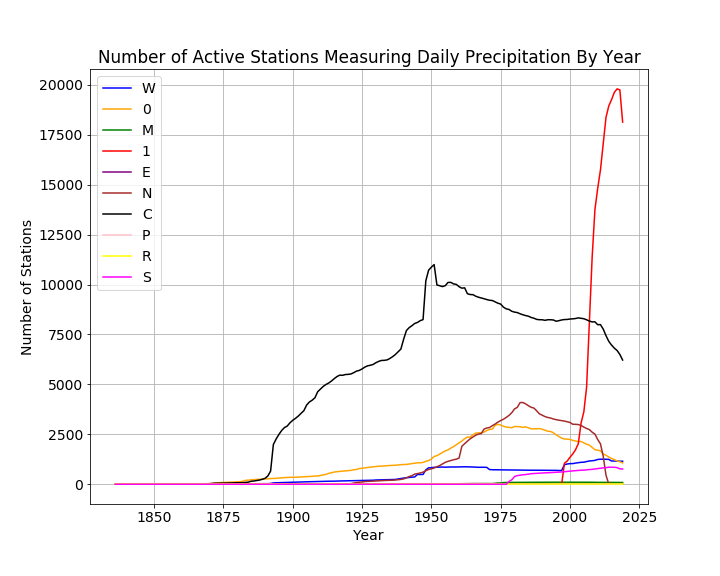 Number of Active Stations Measuring Daily Precipitation By Year
20000
17500
15000
12500
10000
7500
5000
2500
0
Number of Stations
W
0
M
1
E
N
C
P
R
S
1850 1875 1900 1925 1950 1975 2000 2025
Year